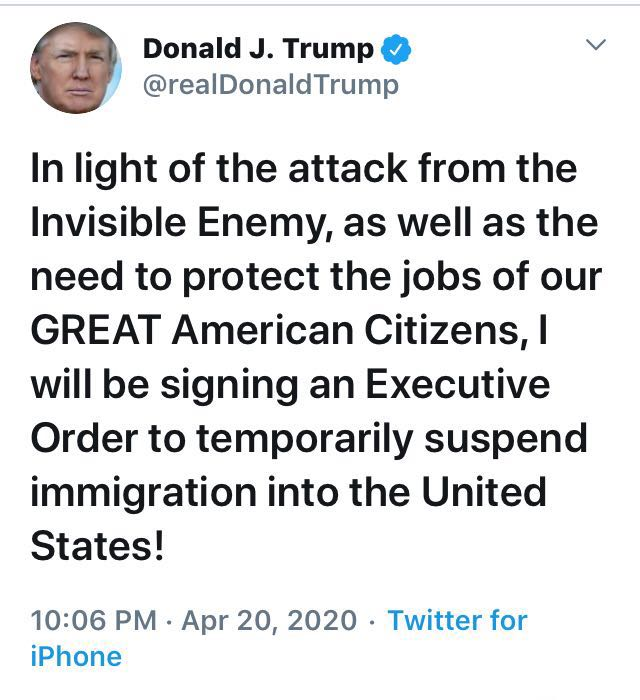 Donald J. Trump
@realDonaldTrump
In light of the attack from the
Invisible Enemy, as well as the
need to protect the jobs of our
GREAT American Citizens, I
will be signing an Executive
Order to temporarily suspend
immigration into the United
States!
10:06 PM · Apr 20, 2020 · Twitter for
iPhone